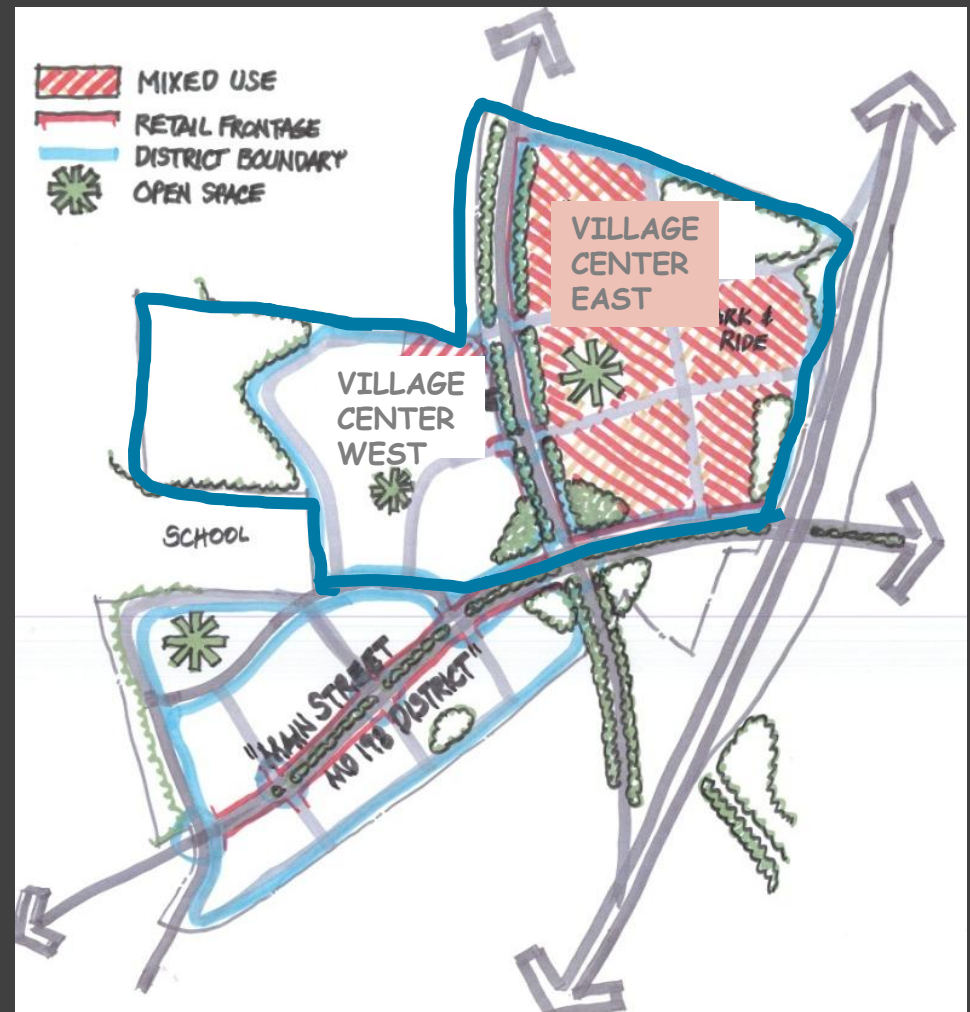 MIXED USE
RETAIL FRONTAGE
DISTRICT BOUNDARY
OPEN SPACE
VILLAGE
CENTER
EAST
RIDE
VILLAGE
CENTER
WEST
SCHOOL
"MAIN STREET
MD 198 DISTRICT"